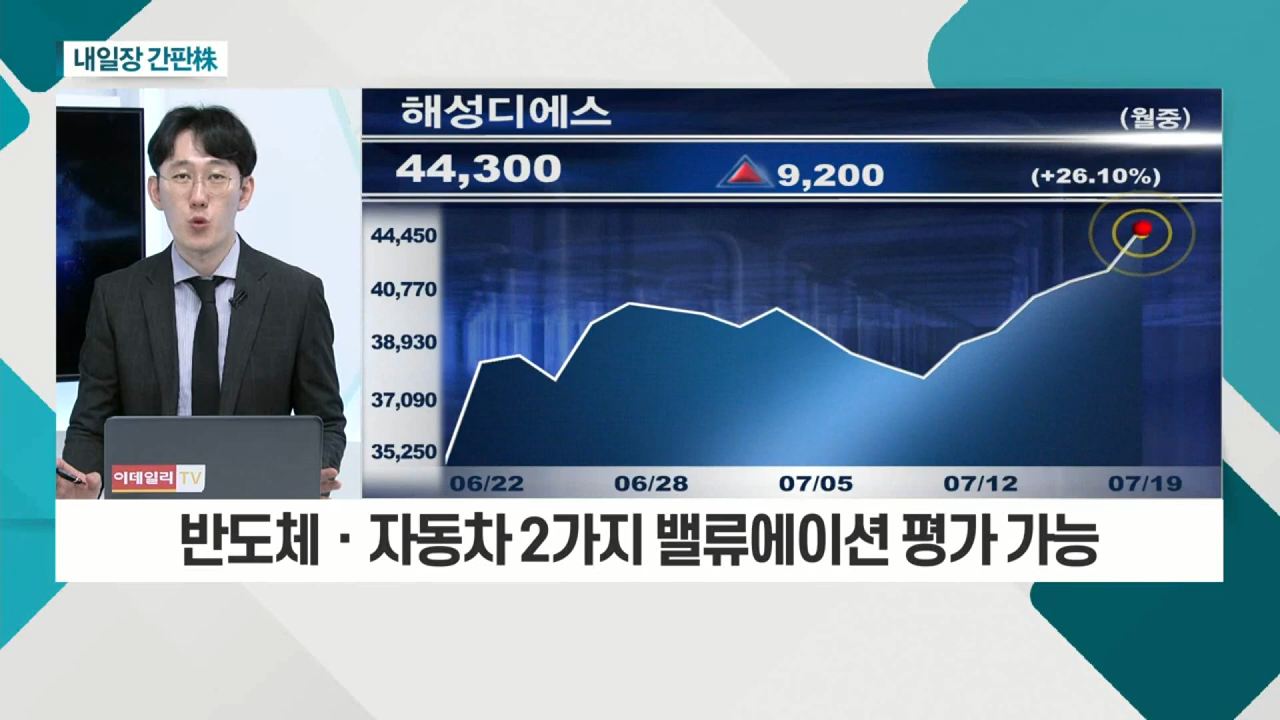 내일장 간판株
해성디에스
(월중)
44,300 ▲ 9,200 (+26.10%)
44,450
40,770
38,930
37,090
35,250
06/22 06/28 07/05 07/12 07/19
이데일리 TV
반도체 · 자동차 2가지 밸류에이션 평가 가능